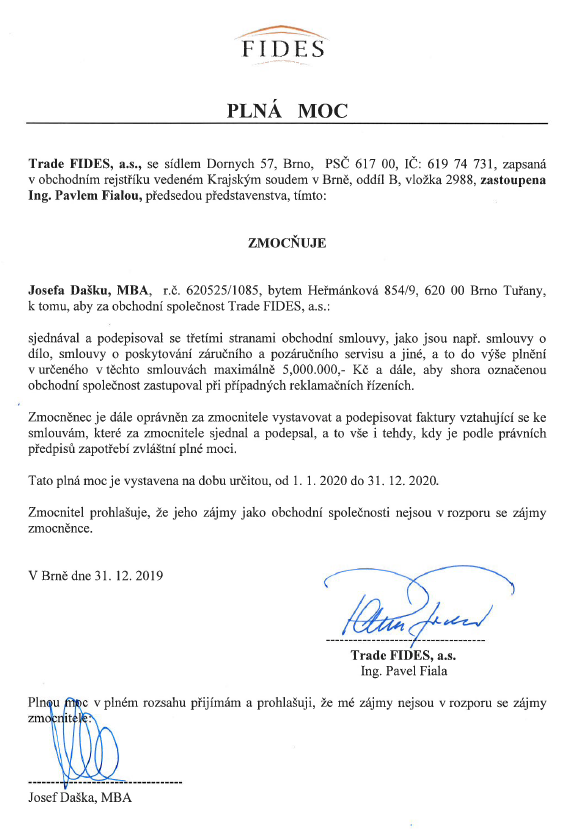 FIDES
PLNÁ MOC
Trade FIDES, a.s., se sídlem Dornych 57, Brno, PSČ 617 00, IČ: 619 74 731, zapsaná
v obchodním rejstříku vedeném Krajským soudem v Brně, oddíl B, vložka 2988, zastoupena
Ing. Pavlem Fialou, předsedou představenstva, tímto:
ZMOCŇUJE
Josefa Dašku, MBA, r.č. 620525/1085, bytem Heřmánková 854/9, 620 00 Brno Tuřany,
k tomu, aby za obchodní společnost Trade FIDES, a.s.:
sjednával a podepisoval se třetími stranami obchodní smlouvy, jako jsou např. smlouvy o
dílo, smlouvy o poskytování záručního a pozáručního servisu a jiné, a to do výše plnění
v určeného v těchto smlouvách maximálně 5,000.000,- Kč a dále, aby shora označenou
obchodní společnost zastupoval při případných reklamačních řízeních.
Zmocněnec je dále oprávněn za zmocnitele vystavovat a podepisovat faktury vztahující se ke
smlouvám, které za zmocnitele sjednal a podepsal, a to vše i tehdy, kdy je podle právních
předpisů zapotřebí zvláštní plné moci.
Tato plná moc je vystavena na dobu určitou, od 1. 1. 2020 do 31. 12. 2020.
Zmocnitel prohlašuje, že jeho zájmy jako obchodní společnosti nejsou v rozporu se zájmy
zmocněnce.
V Brně dne 31. 12. 2019
Trade FIDES, a.s.
Ing. Pavel Fiala
Plnou moc v plném rozsahu přijímám a prohlašuji, že mé zájmy nejsou v rozporu se zájmy
zmocnitele:
Josef Daška, MBA